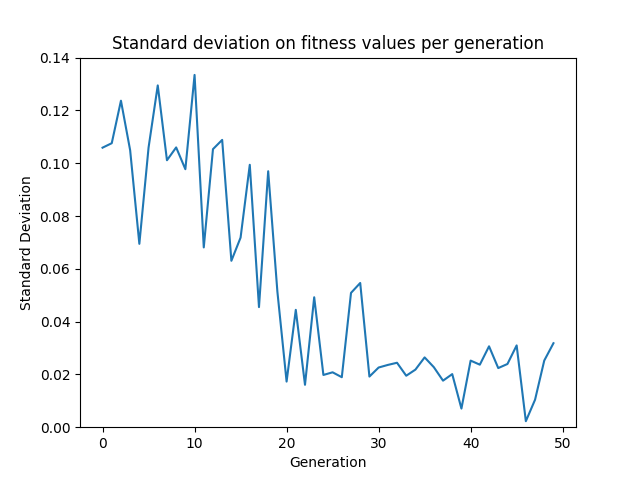 Standard deviation on fitness values per generation
0.14
0.12
0.10
0.08
0.06
0.04
0.02
0.00
Standard Deviation
0 10 20 30 40 50
Generation